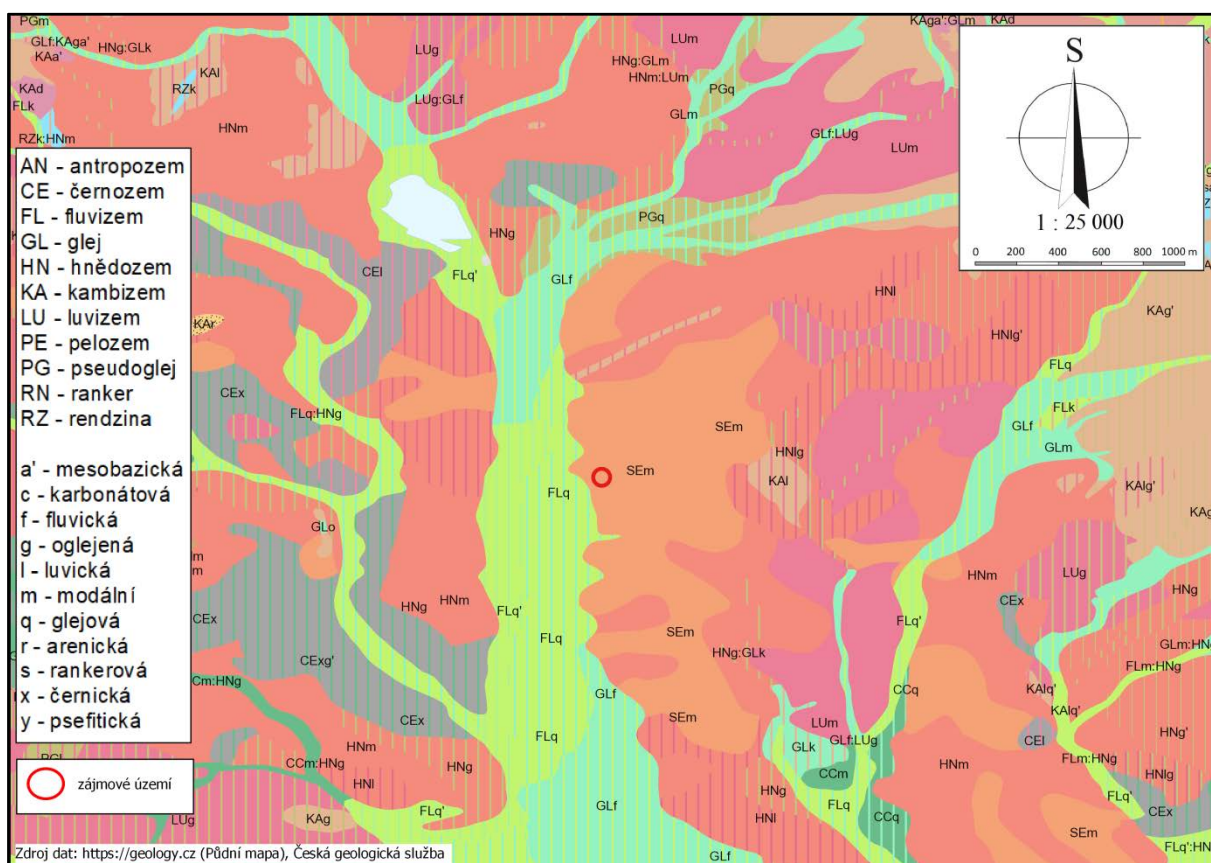 PGm
GLf:KAga'
KAa'
HNg:GLk
KAd
FLk
KAl
RZk
RZk:HNm
HNm
LUg
LUg:GLf
LUm
HNg:GLm
HNm:LUm
PGq
GLm
GLf:LUg
LUm
KAga':GLm
KAd
S
1 : 25 000
0 200 400 600 800 1000 m
AN - antropozem
CE - černozem
FL - fluvizem
GL - glej
HN - hnědozem
KA - kambizem
LU - luvizem
PE - pelozem
PG - pseudoglej
RN - ranker
RZ - rendzina
a' - mesobazická
c - karbonátová
f - fluvická
g - oglejená
l - luvická
m - modální
q - glejová
r - arenická
s - rankerová
x - černická
y - psefitická
zájmové území
CEl
FLq'
HNg
GLf
PGq
HNl
HNlg'
KAg'
KAr
CEx
FLq:HNg
FLq
FLk
GLf
GLm
SEm
SEm
HNlg
KAl
FLq
KAlg'
KAg
GLo
HNg
HNm
FLq'
HNm
LUg
HNg
CEx
CEx
CExg'
FLq
SEm
HNg:GLk
FLq'
GLm:HNg
FLm:HNg
KAlq'
KAlq'
Cm:HNg
CEx
GLf
SEm
CCq
LUm
GLf:LUg
GLk
CCm
CEl
HNg'
FLm:HNg
HNm
CCm:HNg
HNl
HNg
FLq
HNg
HNl
FLq
CCq
HNm
HNlg
FLq'
CEx
LUg
KAg
FLq'
GLf
GLf
SEm
FLq':HN
Zdroj dat: https://geology.cz (Půdní mapa), Česká geologická služba